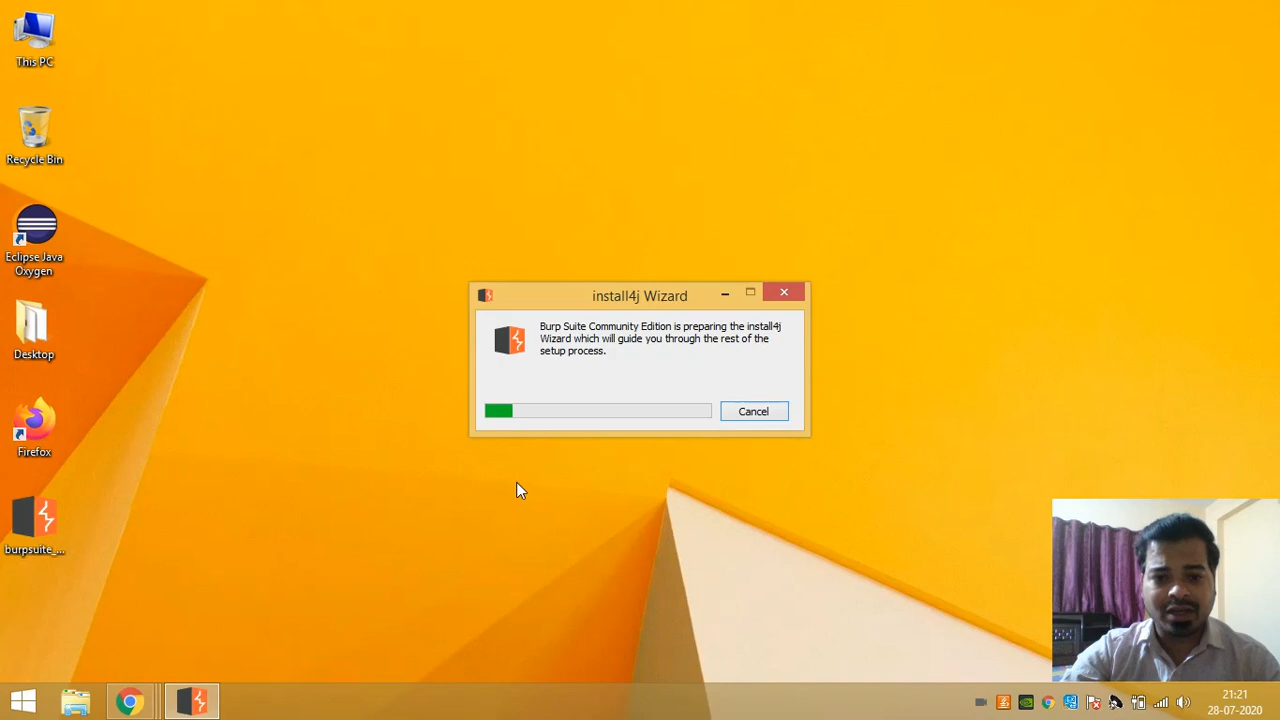 This PC
Recycle Bin
Eclipse Java
Oxygen
Desktop
Firefox
burpsuite_...
install4j Wizard
Burp Suite Community Edition is preparing the install4j
Wizard which will guide you through the rest of the
setup process.
Cancel
21:21
28-07-2020